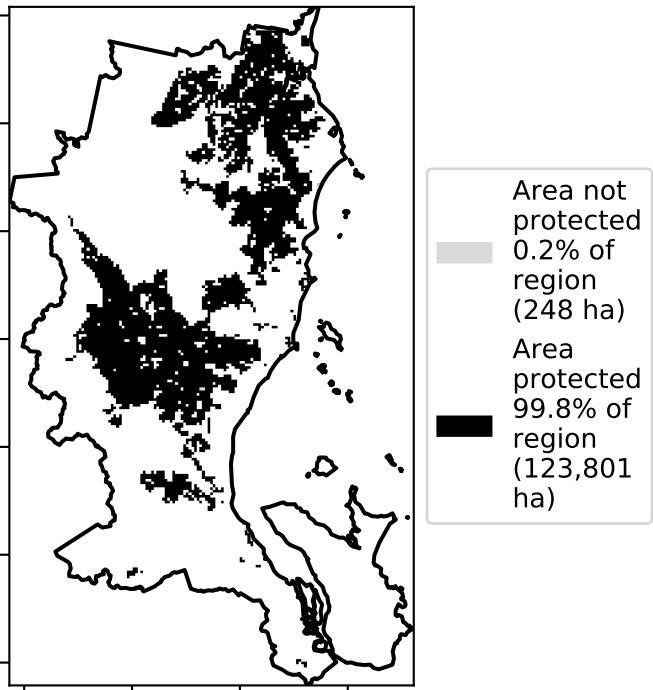 Area not
protected
0.2% of
region
(248 ha)
Area
protected
99.8% of
region
(123,801
ha)